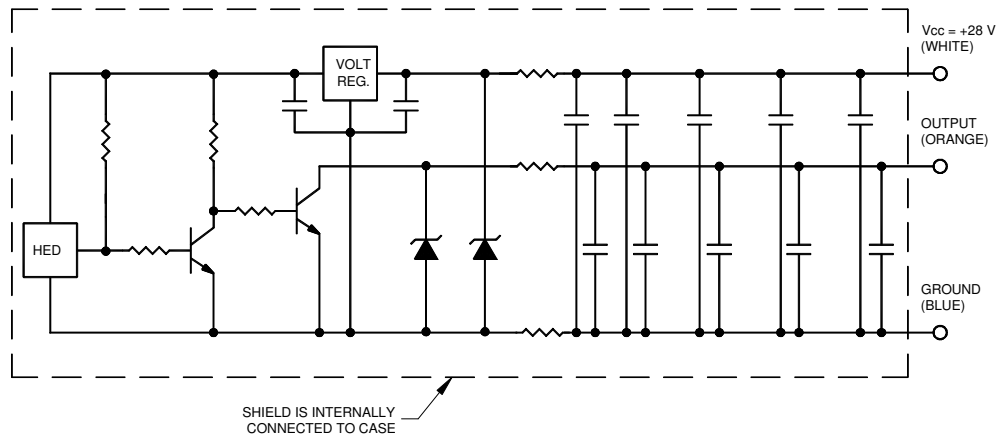 Vcc = +28 V
(WHITE)
VOLT
REG.
OUTPUT
(ORANGE)
HED
GROUND
(BLUE)
SHIELD IS INTERNALLY
CONNECTED TO CASE